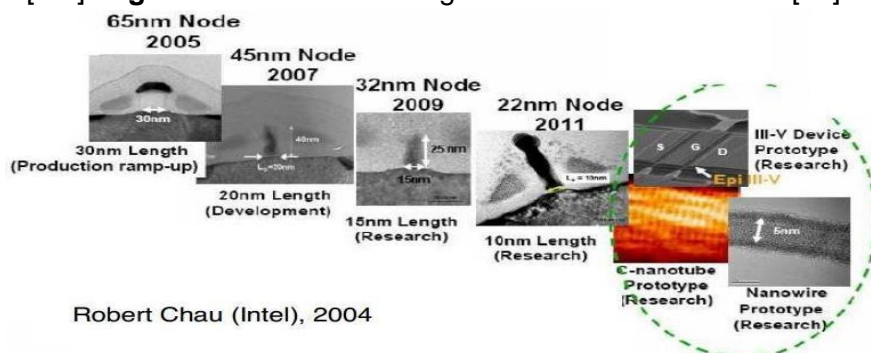 65nm Node
2005
30nm
30nm Length
(Production ramp-up)
45nm Node
2007
40nm
20nm Length
(Development)
32nm Node
2009
25 nm
15nm
15nm Length
(Research)
22nm Node
2011
10nm Length
(Research)
S G D
III-V Device
Prototype
(Research)
Epi III-V
C-nanotube
Prototype
(Research)
5nm
Nanowire
Prototype
(Research)
Robert Chau (Intel), 2004